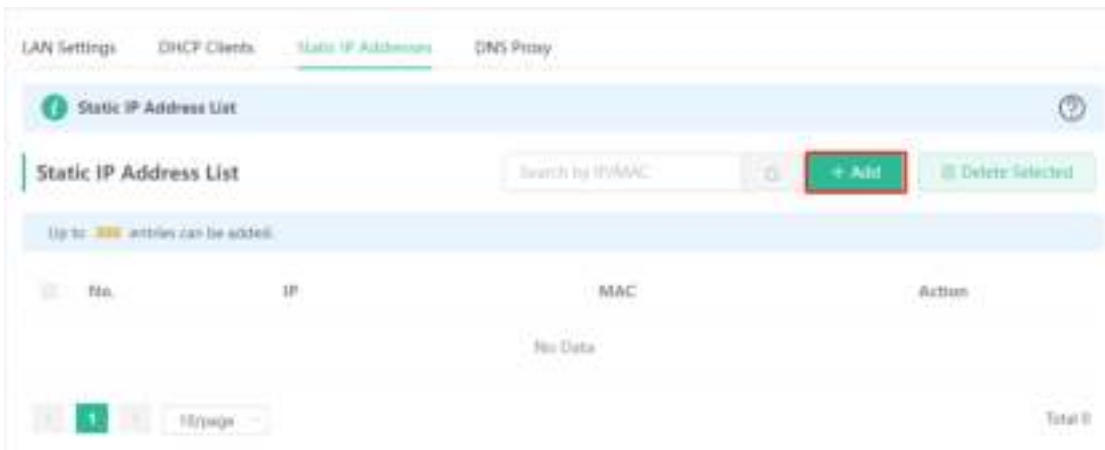 LAN Settings DHCP Clients Static IP Addresses DNS Proxy
Static IP Address List
Static IP Address List Search by IP/MAC + Add Delete Selected
Up to entries can be added.
No. IP MAC Action
No Data
1 10/page Total 0